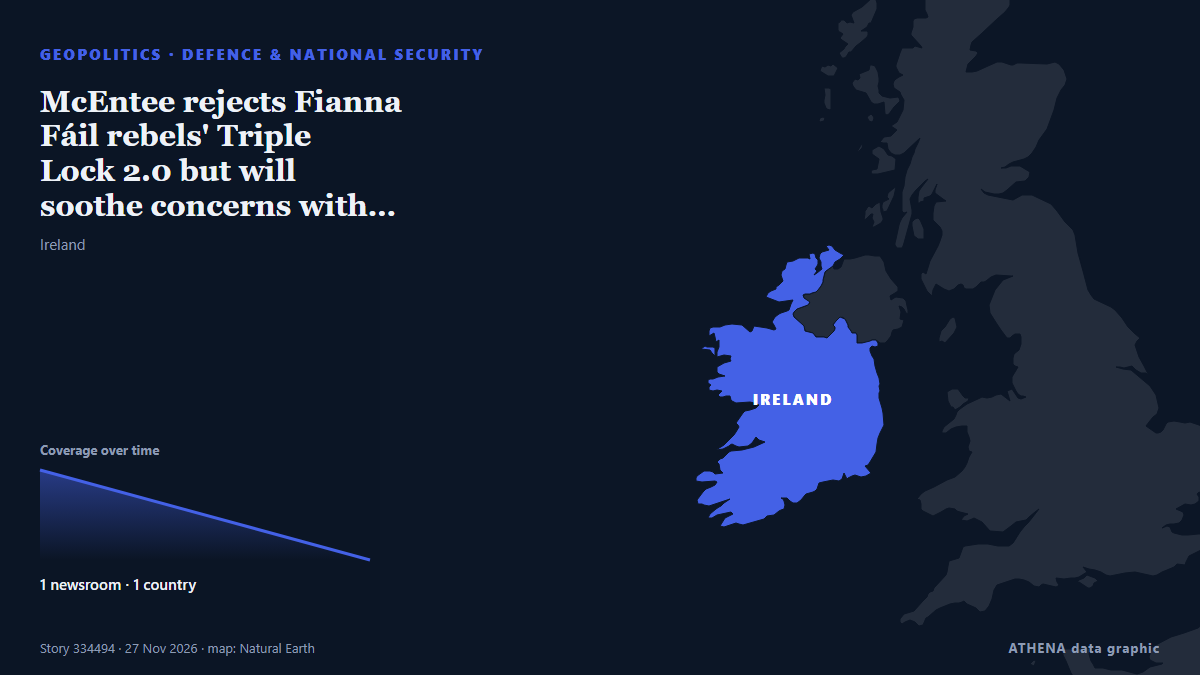 GEOPOLITICS · DEFENCE & NATIONAL SECURITY
McEntee rejects Fianna
Fáil rebels' Triple
Lock 2.0 but will
soothe concerns with...
Ireland
IRELAND
Coverage over time
1 newsroom · 1 country
Story 334494 · 27 Nov 2026 · map: Natural Earth
ATHENA data graphic